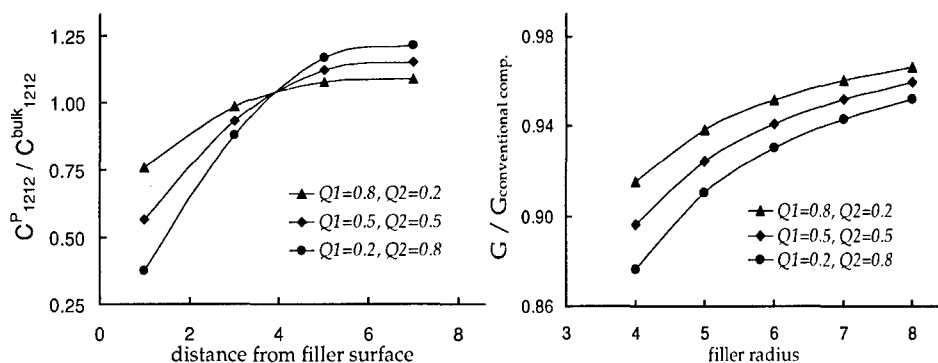 C^P_1212 / C^bulk_1212
1.25
1.00
0.75
0.50
0.25
Q1=0.8, Q2=0.2
Q1=0.5, Q2=0.5
Q1=0.2, Q2=0.8
0 2 4 6 8
distance from filler surface
G / Gconventional comp.
0.98
0.94
0.90
0.86
Q1=0.8, Q2=0.2
Q1=0.5, Q2=0.5
Q1=0.2, Q2=0.8
3 4 5 6 7 8
filler radius